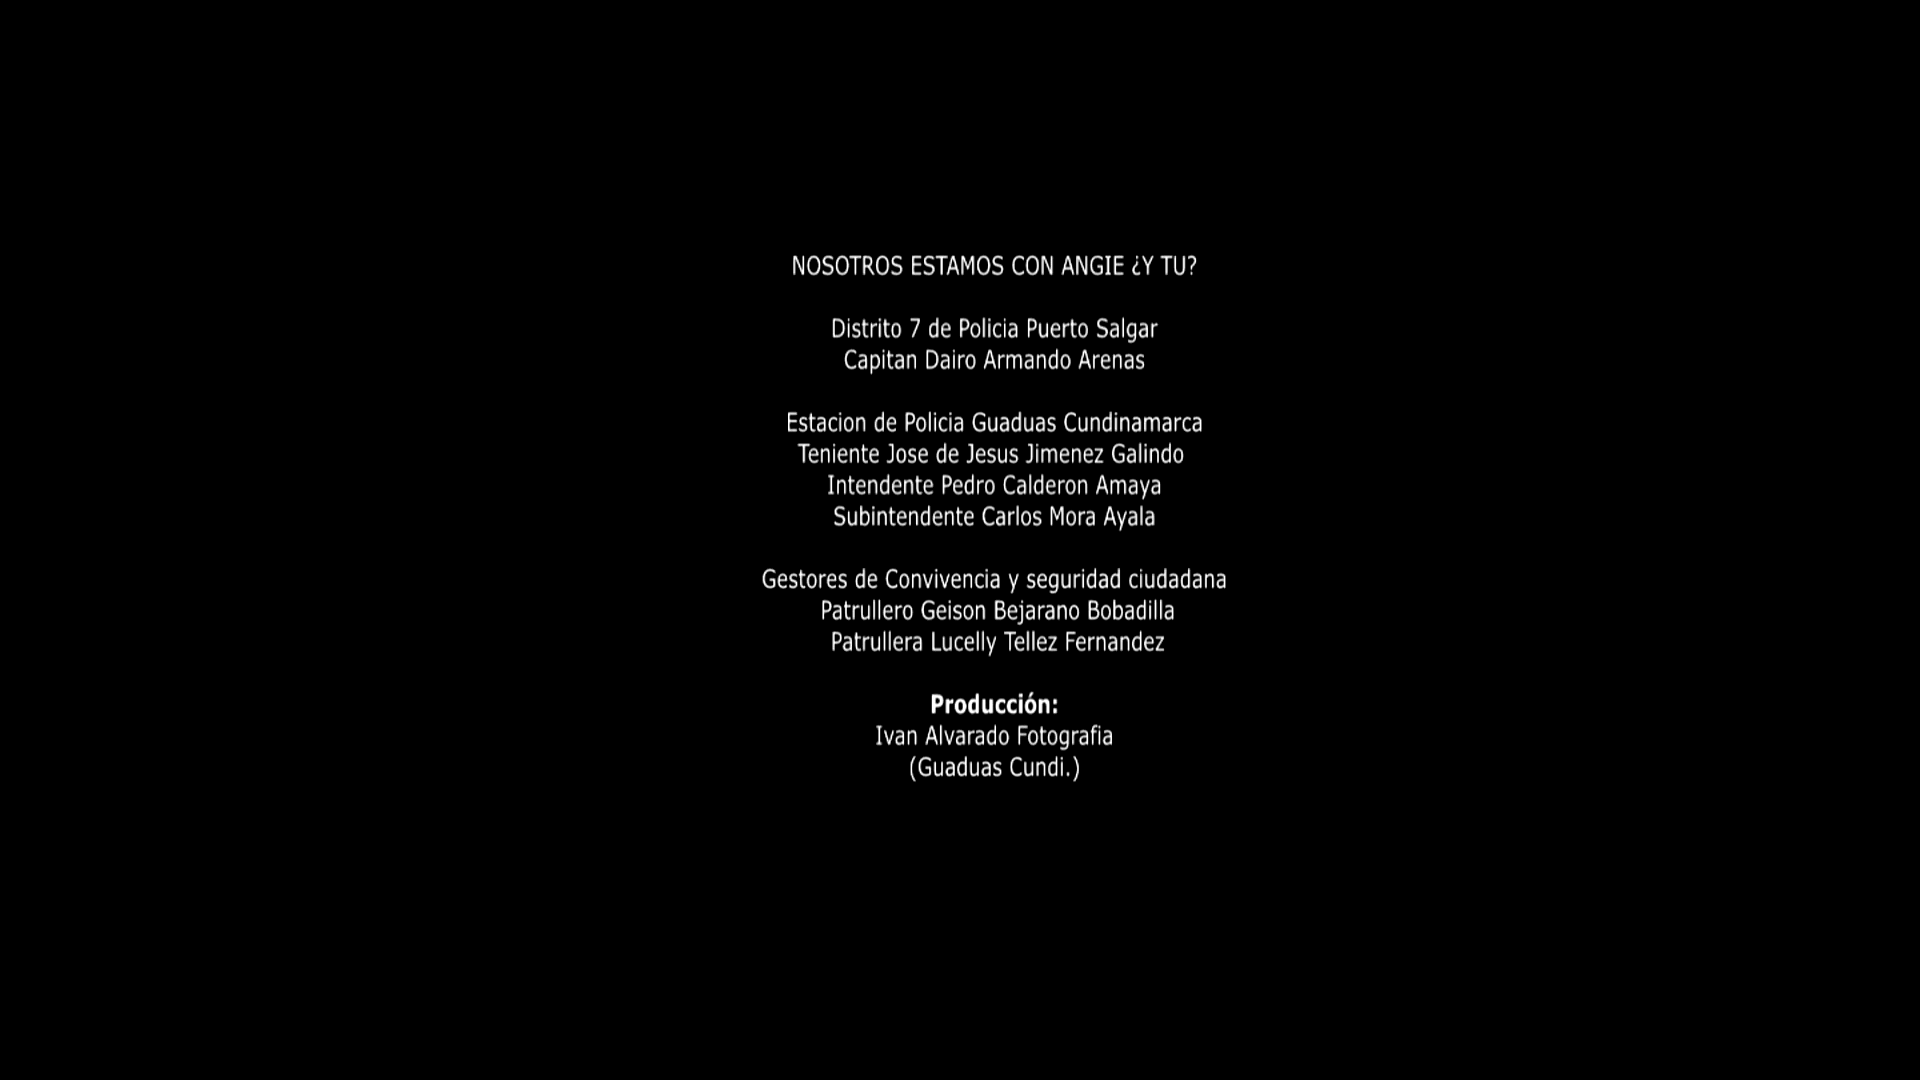 NOSOTROS ESTAMOS CON ANGIE ¿Y TU?
Distrito 7 de Policia Puerto Salgar
Capitan Dairo Armando Arenas
Estacion de Policia Guaduas Cundinamarca
Teniente Jose de Jesus Jimenez Galindo
Intendente Pedro Calderon Amaya
Subintendente Carlos Mora Ayala
Gestores de Convivencia y seguridad ciudadana
Patrullero Geison Bejarano Bobadilla
Patrullera Lucelly Tellez Fernandez
Producción:
Ivan Alvarado Fotografia
(Guaduas Cundi.)